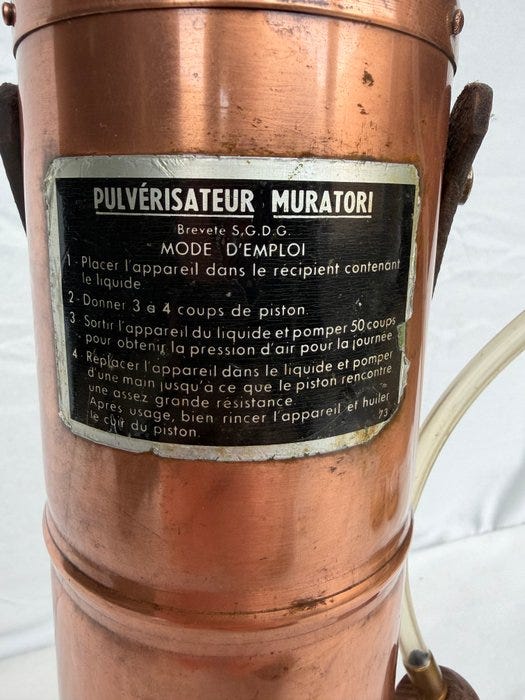 PULVÉRISATEUR MURATORI
Breveté S.G.D.G.
MODE D'EMPLOI
1 - Placer l'appareil dans le récipient contenant
le liquide
2 - Donner 3 à 4 coups de piston.
3. Sortir l'appareil du liquide et pomper 50 coups
pour obtenir la pression d'air pour la journée
4. Replacer l'appareil dans le liquide et pomper
d'une main jusqu'à ce que le piston rencontre
une assez grande résistance.
Après usage, bien rincer l'appareil et huiler
le cuir du piston.
73